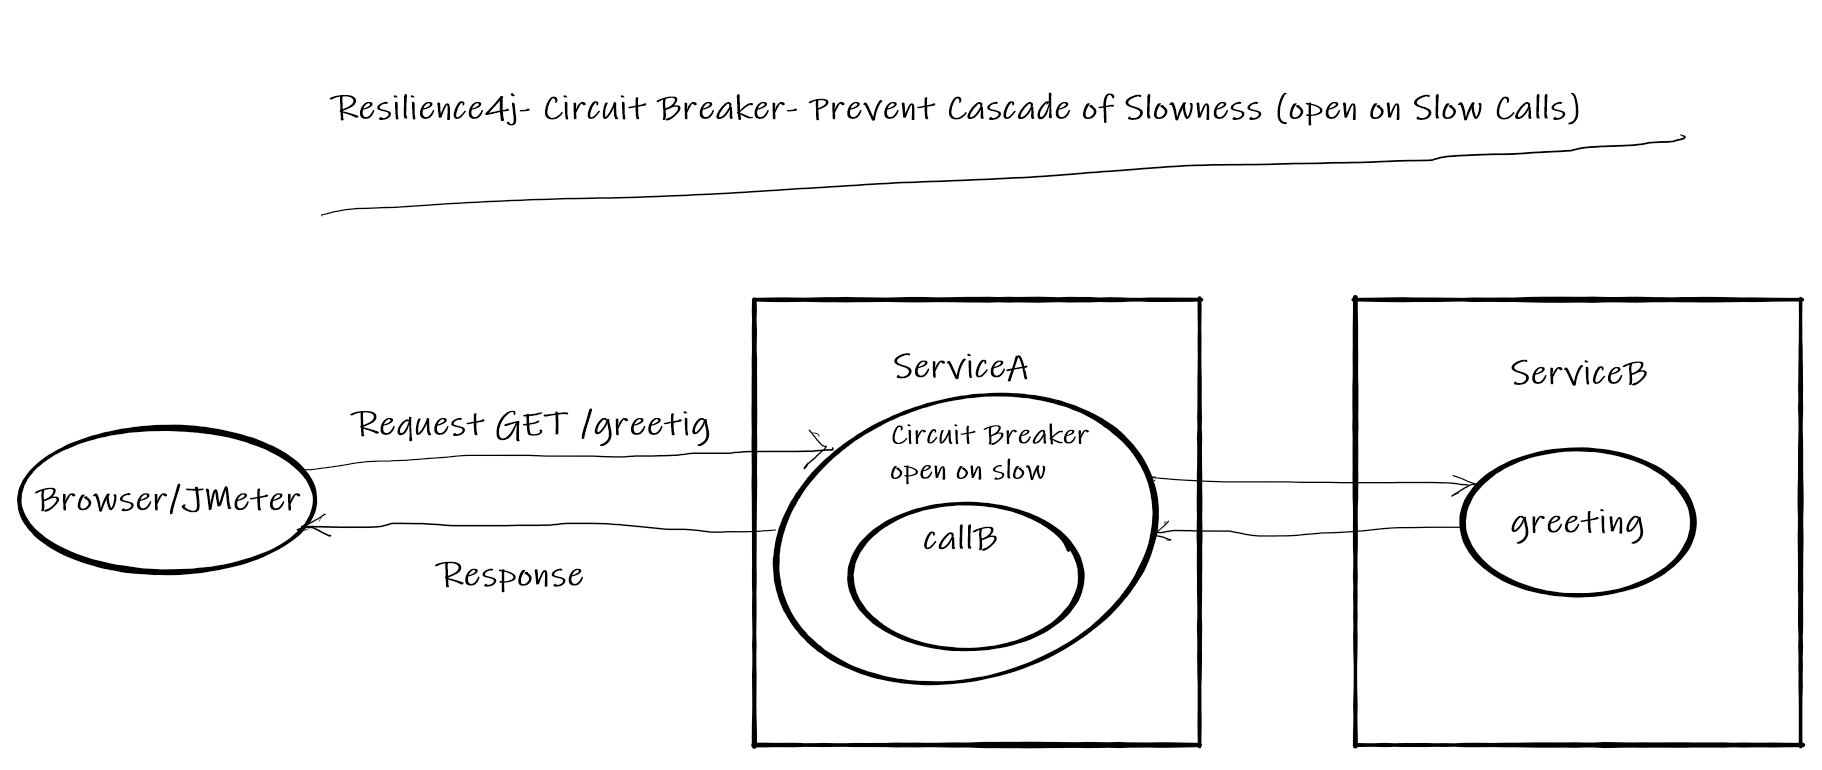 Resilience4j- Circuit Breaker- Prevent Cascade of Slowness (open on Slow Calls)
ServiceA
ServiceB
Request GET /greetig
Circuit Breaker
open on slow
Browser/JMeter
greeting
callB
Response